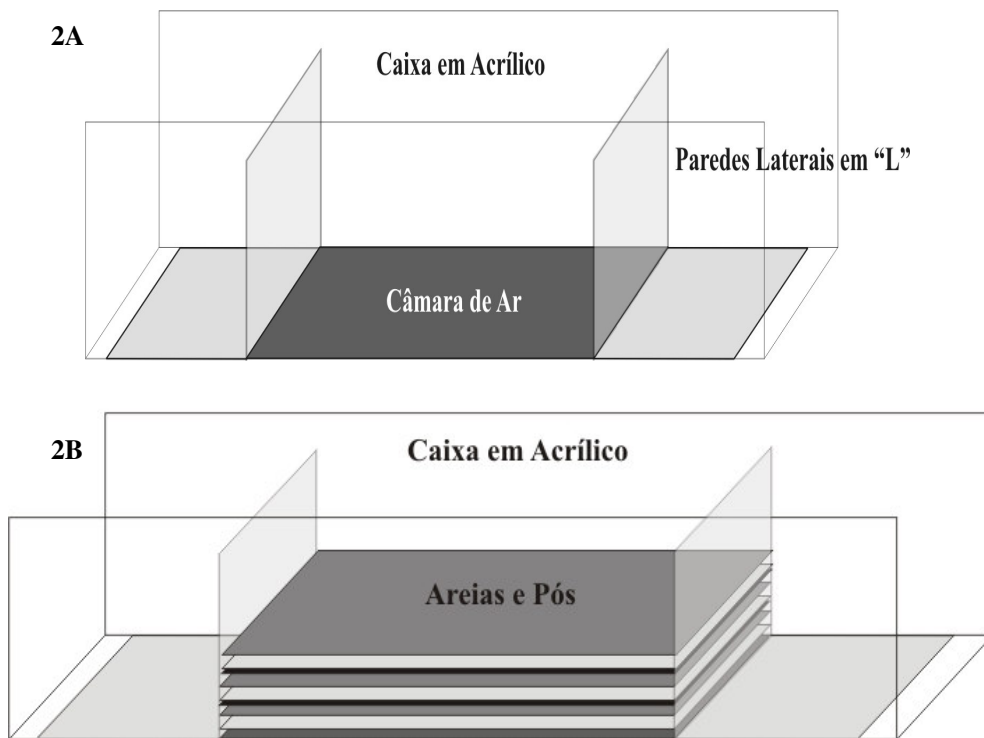 2A
Caixa em Acrílico
Paredes Laterais em “L”
Câmara de Ar
2B
Caixa em Acrílico
Areias e Pós